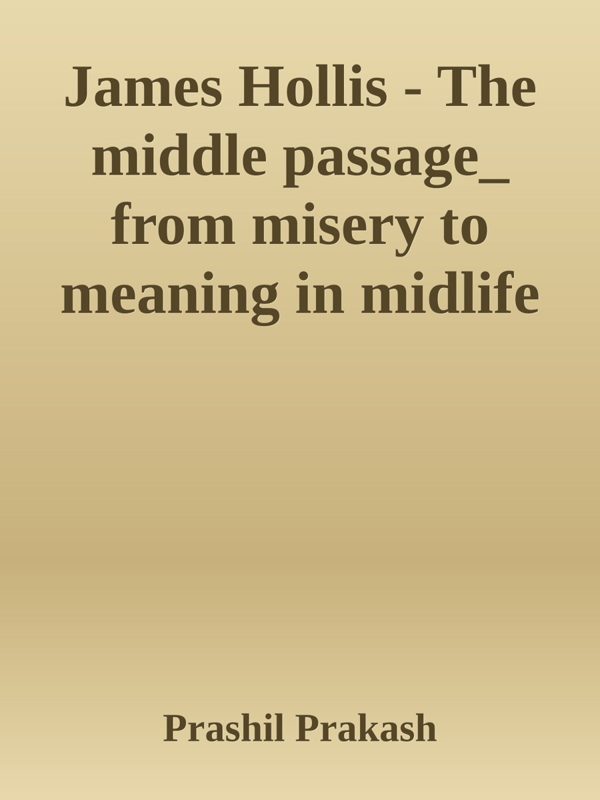 James Hollis - The
middle passage_
from misery to
meaning in midlife
Prashil Prakash